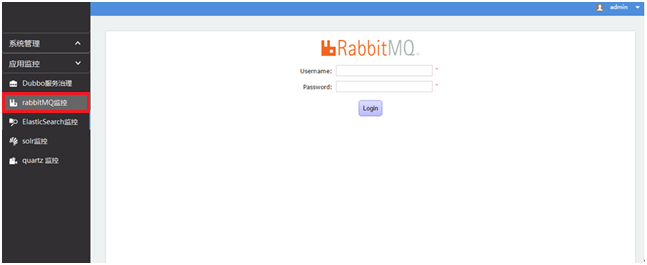 admin
系统管理
应用监控
Dubbo服务治理
rabbitMQ监控
ElasticSearch监控
solr监控
quartz 监控
RabbitMQ
Username: *
Password: *
Login